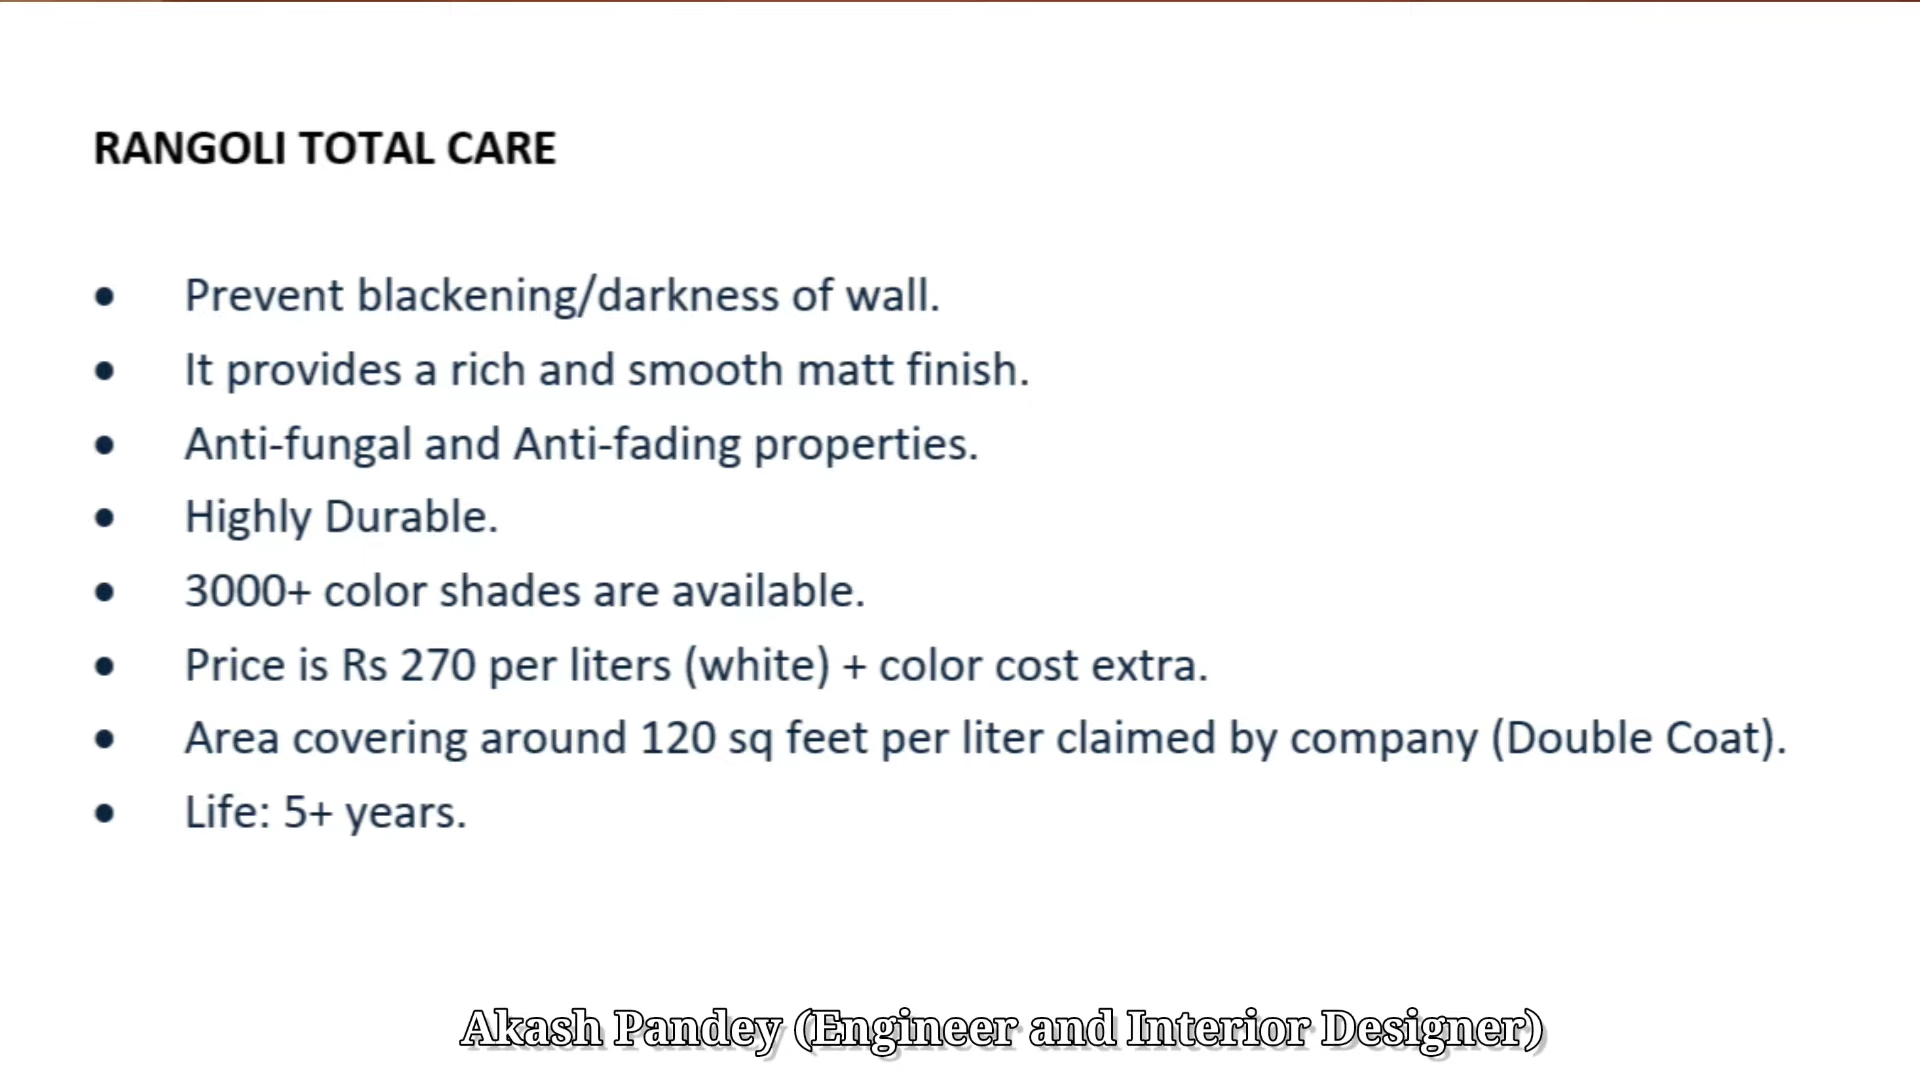 RANGOLI TOTAL CARE
• Prevent blackening/darkness of wall.
• It provides a rich and smooth matt finish.
• Anti-fungal and Anti-fading properties.
• Highly Durable.
• 3000+ color shades are available.
• Price is Rs 270 per liters (white) + color cost extra.
• Area covering around 120 sq feet per liter claimed by company (Double Coat).
• Life: 5+ years.
Akash Pandey (Engineer and Interior Designer)